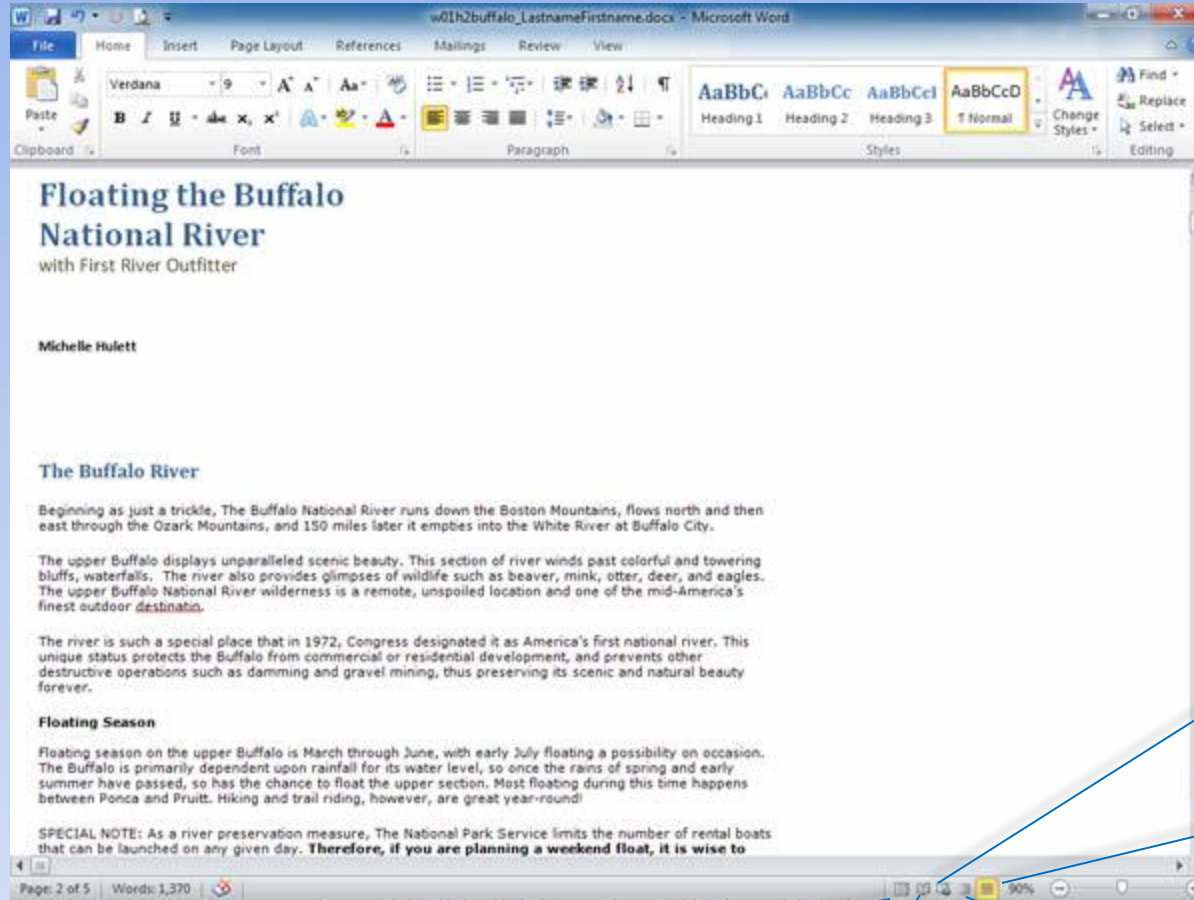 w01h2buffalo_LastnameFirstname.docx - Microsoft Word
File Home Insert Page Layout References Mailings Review View
Paste
Verdana 9 A A Aa
B I U abc x, x² A A
AaBbC AaBbCc AaBbCcI AaBbCcD
Heading 1 Heading 2 Heading 3 ¶ Normal
Change Styles
Find
Replace
Select
Clipboard Font Paragraph Styles Editing
Floating the Buffalo
National River
with First River Outfitter
Michelle Hulett
The Buffalo River
Beginning as just a trickle, The Buffalo National River runs down the Boston Mountains, flows north and then
east through the Ozark Mountains, and 150 miles later it empties into the White River at Buffalo City.
The upper Buffalo displays unparalleled scenic beauty. This section of river winds past colorful and towering
bluffs, waterfalls. The river also provides glimpses of wildlife such as beaver, mink, otter, deer, and eagles.
The upper Buffalo National River wilderness is a remote, unspoiled location and one of the mid-America's
finest outdoor destinatin.
The river is such a special place that in 1972, Congress designated it as America's first national river. This
unique status protects the Buffalo from commercial or residential development, and prevents other
destructive operations such as damming and gravel mining, thus preserving its scenic and natural beauty
forever.
Floating Season
Floating season on the upper Buffalo is March through June, with early July floating a possibility on occasion.
The Buffalo is primarily dependent upon rainfall for its water level, so once the rains of spring and early
summer have passed, so has the chance to float the upper section. Most floating during this time happens
between Ponca and Pruitt. Hiking and trail riding, however, are great year-round!
SPECIAL NOTE: As a river preservation measure, The National Park Service limits the number of rental boats
that can be launched on any given day. Therefore, if you are planning a weekend float, it is wise to
Page: 2 of 5 Words: 1,370 90%